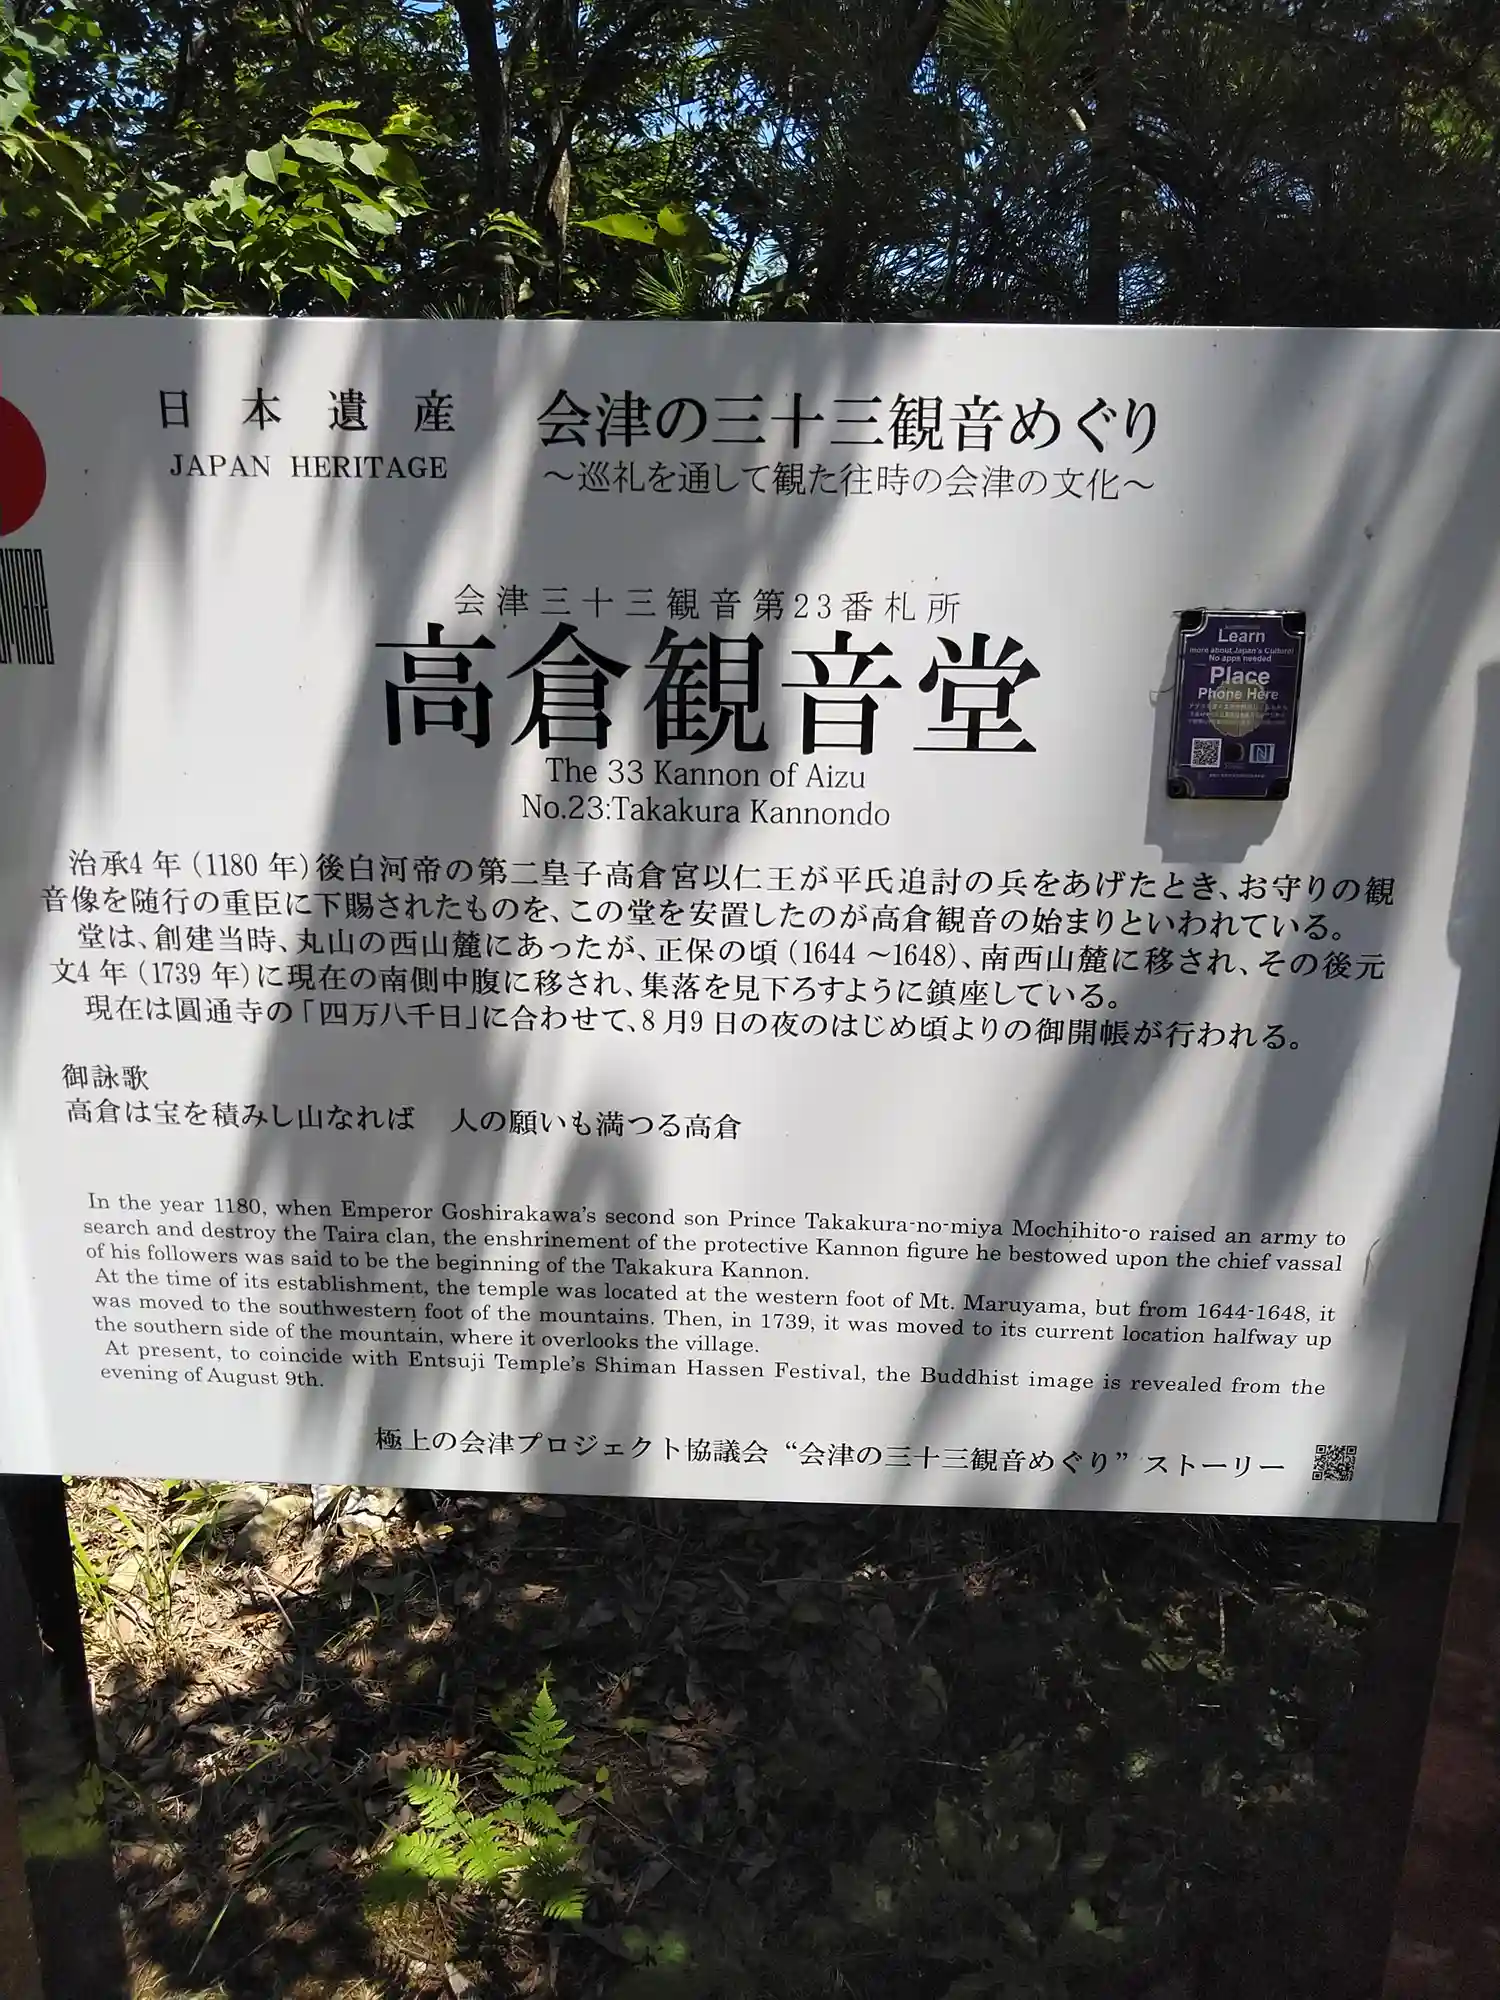 日本遺産
JAPAN HERITAGE
会津の三十三観音めぐり
～巡礼を通して観た往時の会津の文化～
会津三十三観音第23番札所
高倉観音堂
The 33 Kannon of Aizu
No.23:Takakura Kannondo
Learn
more about Japan's Culture!
No apps needed
Place
Phone Here
治承4年(1180年)後白河帝の第二皇子高倉宮以仁王が平氏追討の兵をあげたとき、お守りの観
音像を随行の重臣に下賜されたものを、この堂を安置したのが高倉観音の始まりといわれている。
堂は、創建当時、丸山の西山麓にあったが、正保の頃(1644～1648)、南西山麓に移され、その後元
文4年(1739年)に現在の南側中腹に移され、集落を見下ろすように鎮座している。
現在は圓通寺の「四万八千日」に合わせて、8月9日の夜のはじめ頃よりの御開帳が行われる。
御詠歌
高倉は宝を積みし山なれば　人の願いも満つる高倉
In the year 1180, when Emperor Goshirakawa's second son Prince Takakura-no-miya Mochihito-o raised an army to
search and destroy the Taira clan, the enshrinement of the protective Kannon figure he bestowed upon the chief vassal
of his followers was said to be the beginning of the Takakura Kannon.
At the time of its establishment, the temple was located at the western foot of Mt. Maruyama, but from 1644-1648, it
was moved to the southwestern foot of the mountains. Then, in 1739, it was moved to its current location halfway up
the southern side of the mountain, where it overlooks the village.
At present, to coincide with Entsuji Temple's Shiman Hassen Festival, the Buddhist image is revealed from the
evening of August 9th.
極上の会津プロジェクト協議会 “会津の三十三観音めぐり” ストーリー